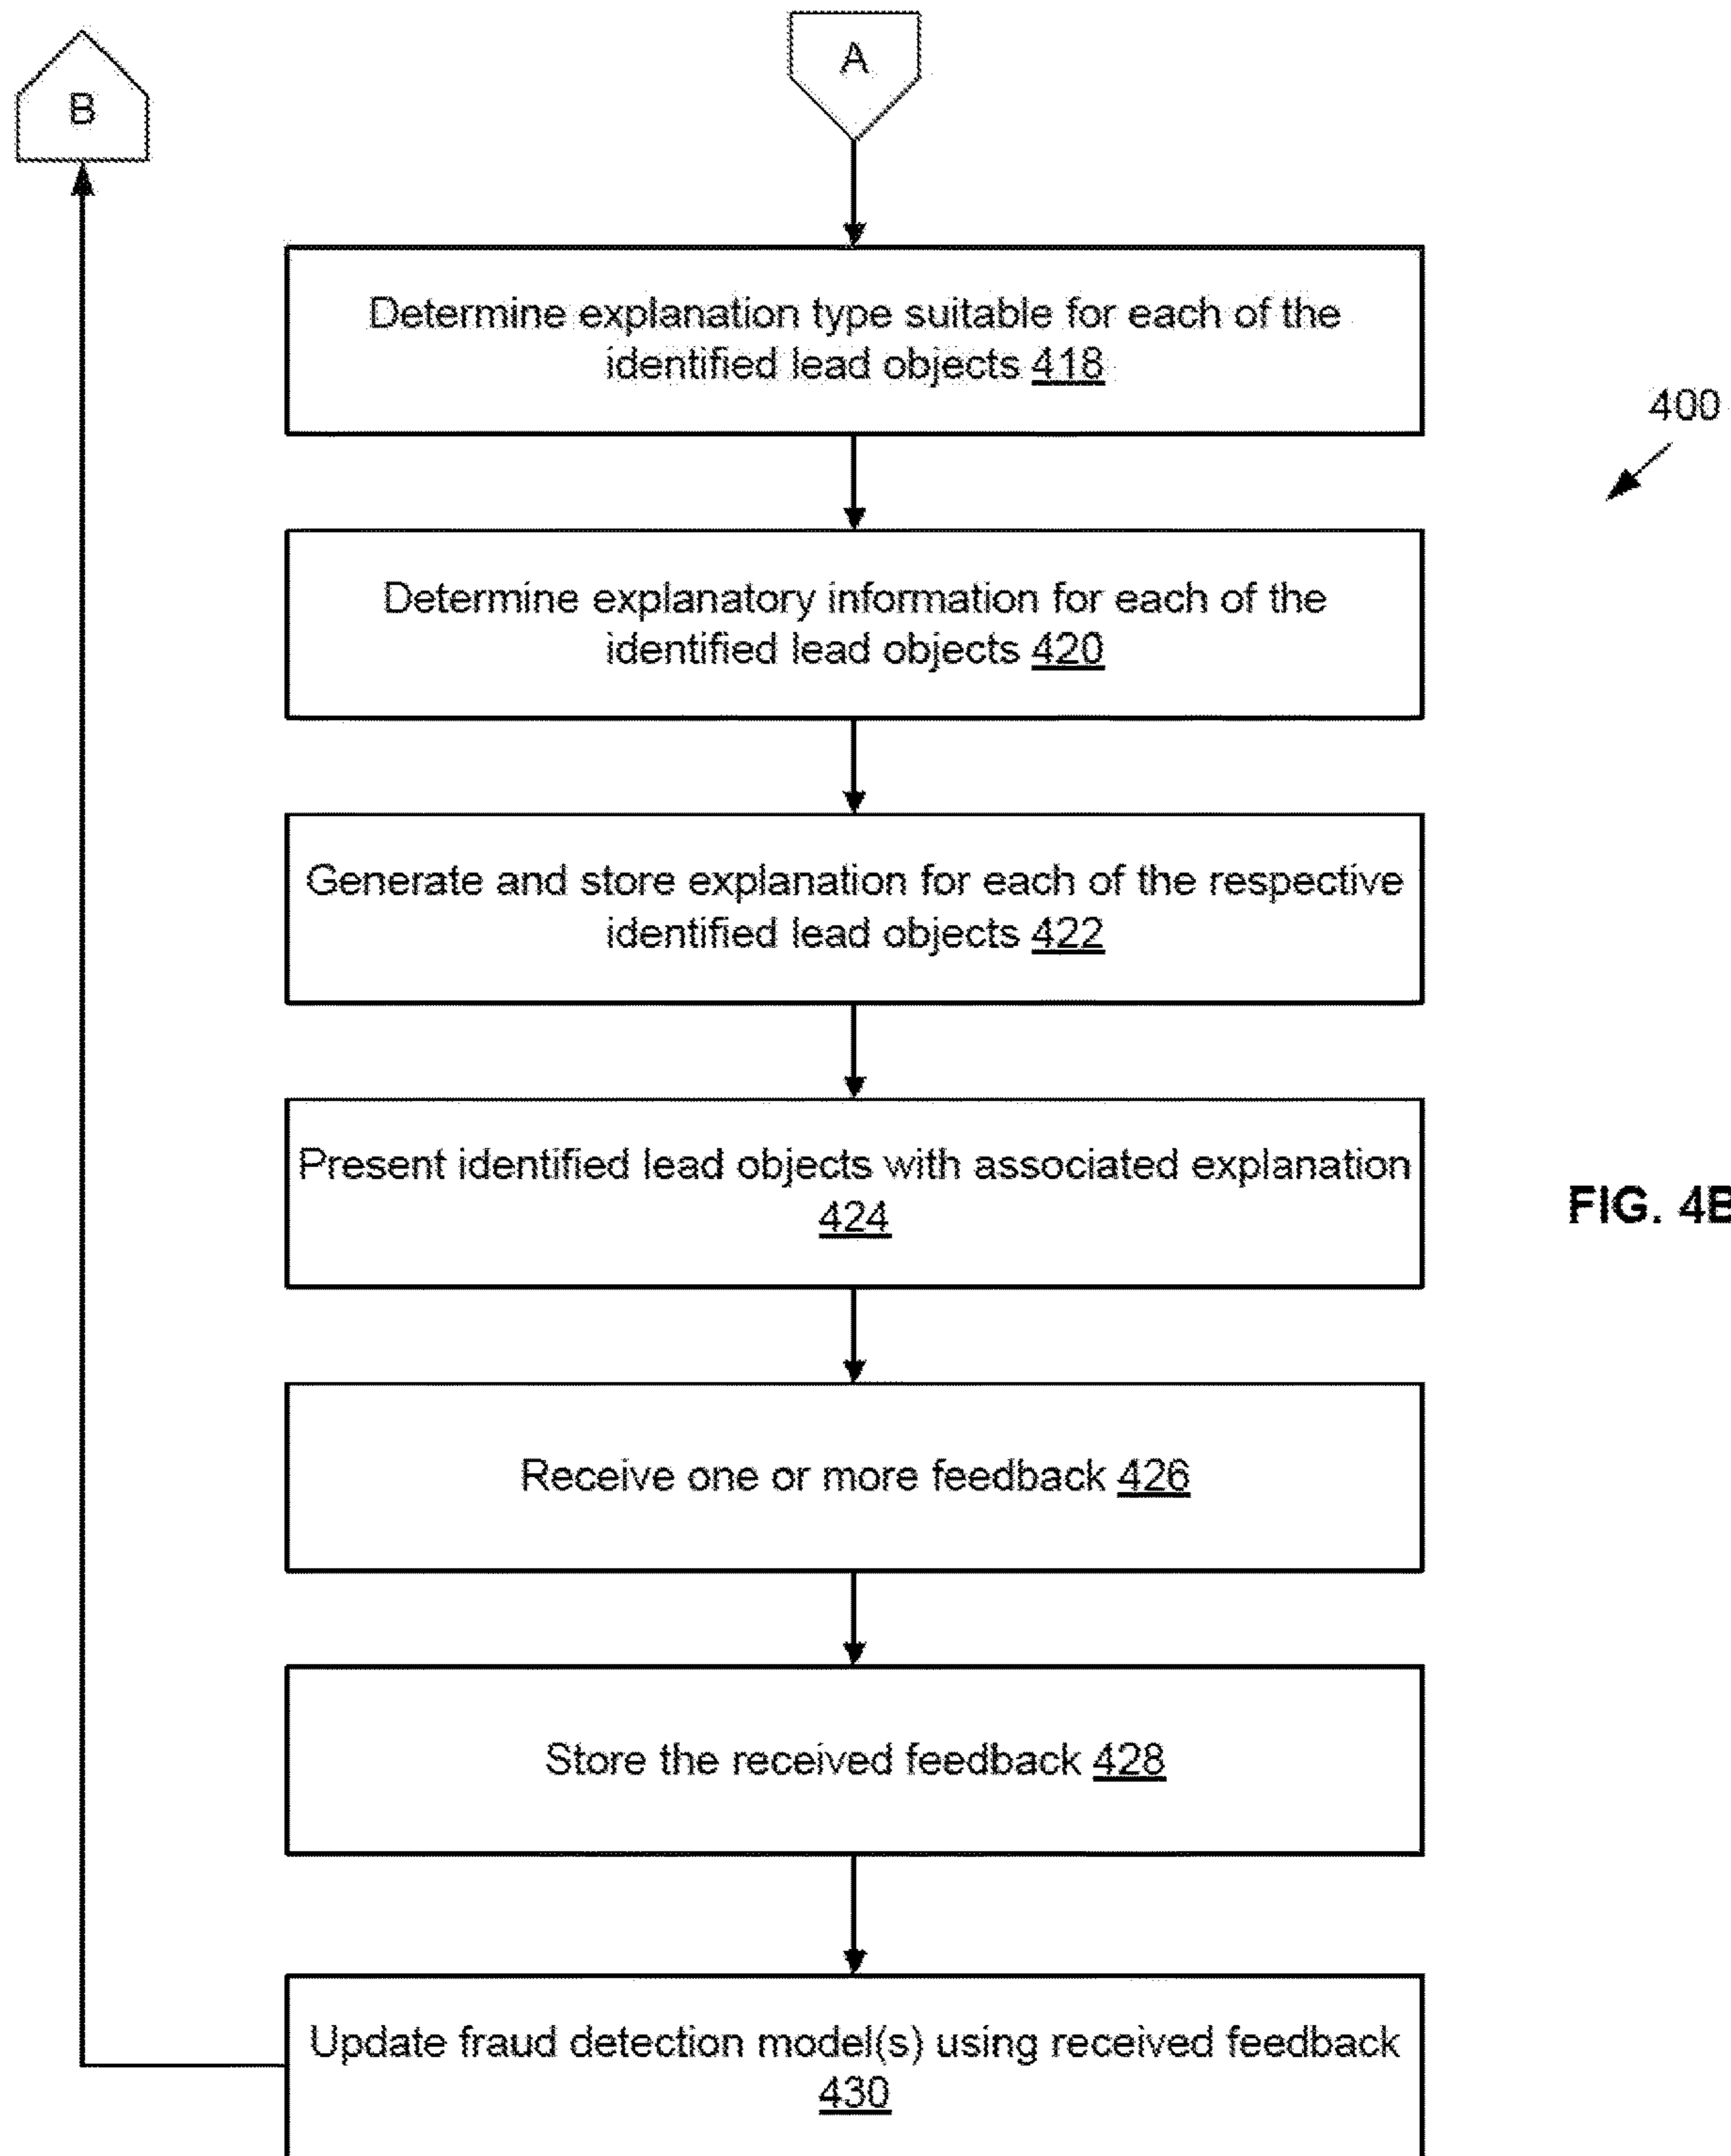 B
A
Determine explanation type suitable for each of the
identified lead objects 418
400
Determine explanatory information for each of the
identified lead objects 420
Generate and store explanation for each of the respective
identified lead objects 422
Present identified lead objects with associated explanation
424
FIG. 4B
Receive one or more feedback 426
Store the received feedback 428
Update fraud detection model(s) using received feedback
430